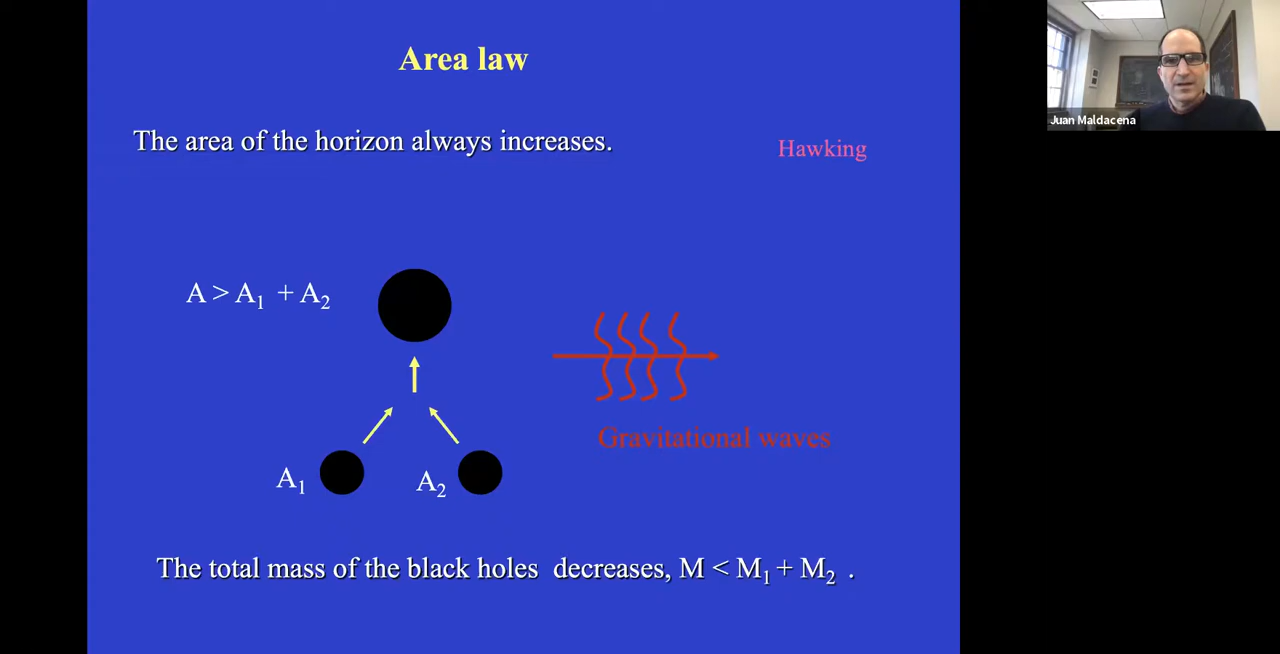 Area law
The area of the horizon always increases.
Hawking
Juan Maldacena
A > A₁ + A₂
Gravitational waves
A₁
A₂
The total mass of the black holes decreases, M < M₁ + M₂ .